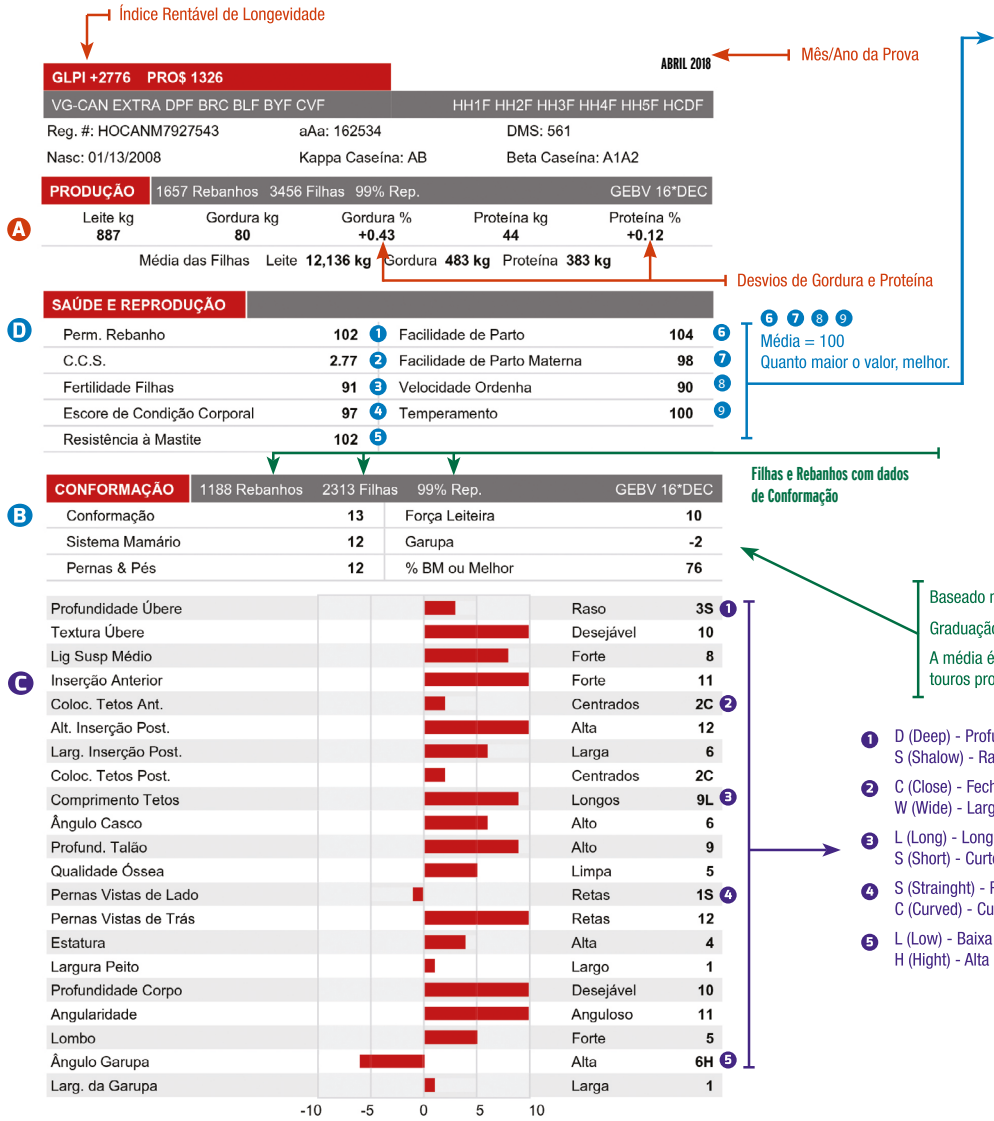 Índice Rentável de Longevidade
ABRIL 2018
Mês/Ano da Prova
GLPI +2776 PRO$ 1326
VG-CAN EXTRA DPF BRC BLF BYF CVF HH1F HH2F HH3F HH4F HH5F HCDF
Reg. #: HOCANM7927543 aAa: 162534 DMS: 561
Nasc: 01/13/2008 Kappa Caseína: AB Beta Caseína: A1A2
PRODUÇÃO 1657 Rebanhos 3456 Filhas 99% Rep. GEBV 16*DEC
A
Leite kg Gordura kg Gordura % Proteína kg Proteína %
887 80 +0.43 44 +0.12
Média das Filhas Leite 12,136 kg Gordura 483 kg Proteína 383 kg
Desvios de Gordura e Proteína
SAÚDE E REPRODUÇÃO
D
Perm. Rebanho 102 1 Facilidade de Parto 104 6
C.C.S. 2.77 2 Facilidade de Parto Materna 98 7
Fertilidade Filhas 91 3 Velocidade Ordenha 90 8
Escore de Condição Corporal 97 4 Temperamento 100 9
Resistência à Mastite 102 5
6 7 8 9
Média = 100
Quanto maior o valor, melhor.
Filhas e Rebanhos com dados
de Conformação
CONFORMAÇÃO 1188 Rebanhos 2313 Filhas 99% Rep. GEBV 16*DEC
B
Conformação 13 Força Leiteira 10
Sistema Mamário 12 Garupa -2
Pernas & Pés 12 % BM ou Melhor 76
Baseado
Graduação
A média é
touros
C
Profundidade Úbere Raso 3S 1
Textura Úbere Desejável 10
Lig Susp Médio Forte 8
Inserção Anterior Forte 11
Coloc. Tetos Ant. Centrados 2C 2
Alt. Inserção Post. Alta 12
Larg. Inserção Post. Larga 6
Coloc. Tetos Post. Centrados 2C
Comprimento Tetos Longos 9L 3
Ângulo Casco Alto 6
Profund. Talão Alto 9
Qualidade Óssea Limpa 5
Pernas Vistas de Lado Retas 1S 4
Pernas Vistas de Trás Retas 12
Estatura Alta 4
Largura Peito Largo 1
Profundidade Corpo Desejável 10
Angularidade Anguloso 11
Lombo Forte 5
Ângulo Garupa Alta 6H 5
Larg. da Garupa Larga 1
-10 -5 0 5 10
1 D (Deep) -
S (Shalow) -
2 C (Close) -
W (Wide) -
3 L (Long) -
S (Short) -
4 S (Strainght) -
C (Curved) -
5 L (Low) - Baixa
H (Hight) - Alta